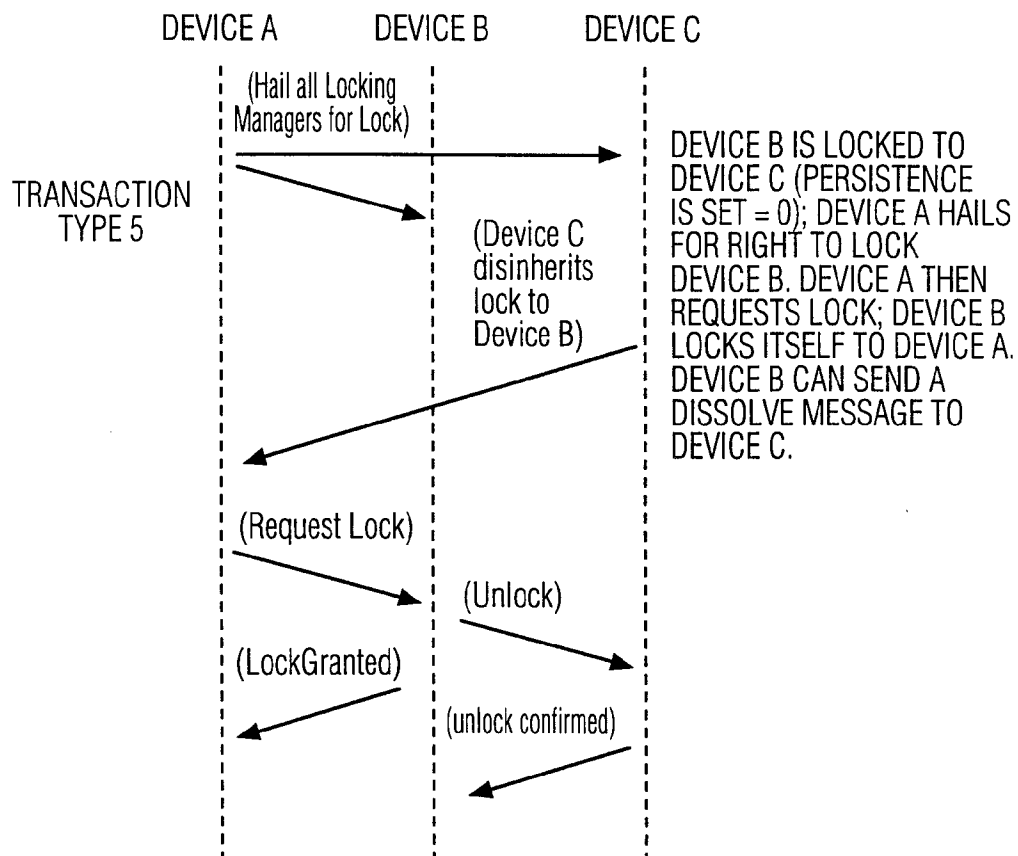 DEVICE A DEVICE B DEVICE C
(Hail all Locking
Managers for Lock)
TRANSACTION
TYPE 5
(Device C
disinherits
lock to
Device B)
DEVICE B IS LOCKED TO
DEVICE C (PERSISTENCE
IS SET = 0); DEVICE A HAILS
FOR RIGHT TO LOCK
DEVICE B. DEVICE A THEN
REQUESTS LOCK; DEVICE B
LOCKS ITSELF TO DEVICE A.
DEVICE B CAN SEND A
DISSOLVE MESSAGE TO
DEVICE C.
(Request Lock)
(Unlock)
(LockGranted)
(unlock confirmed)